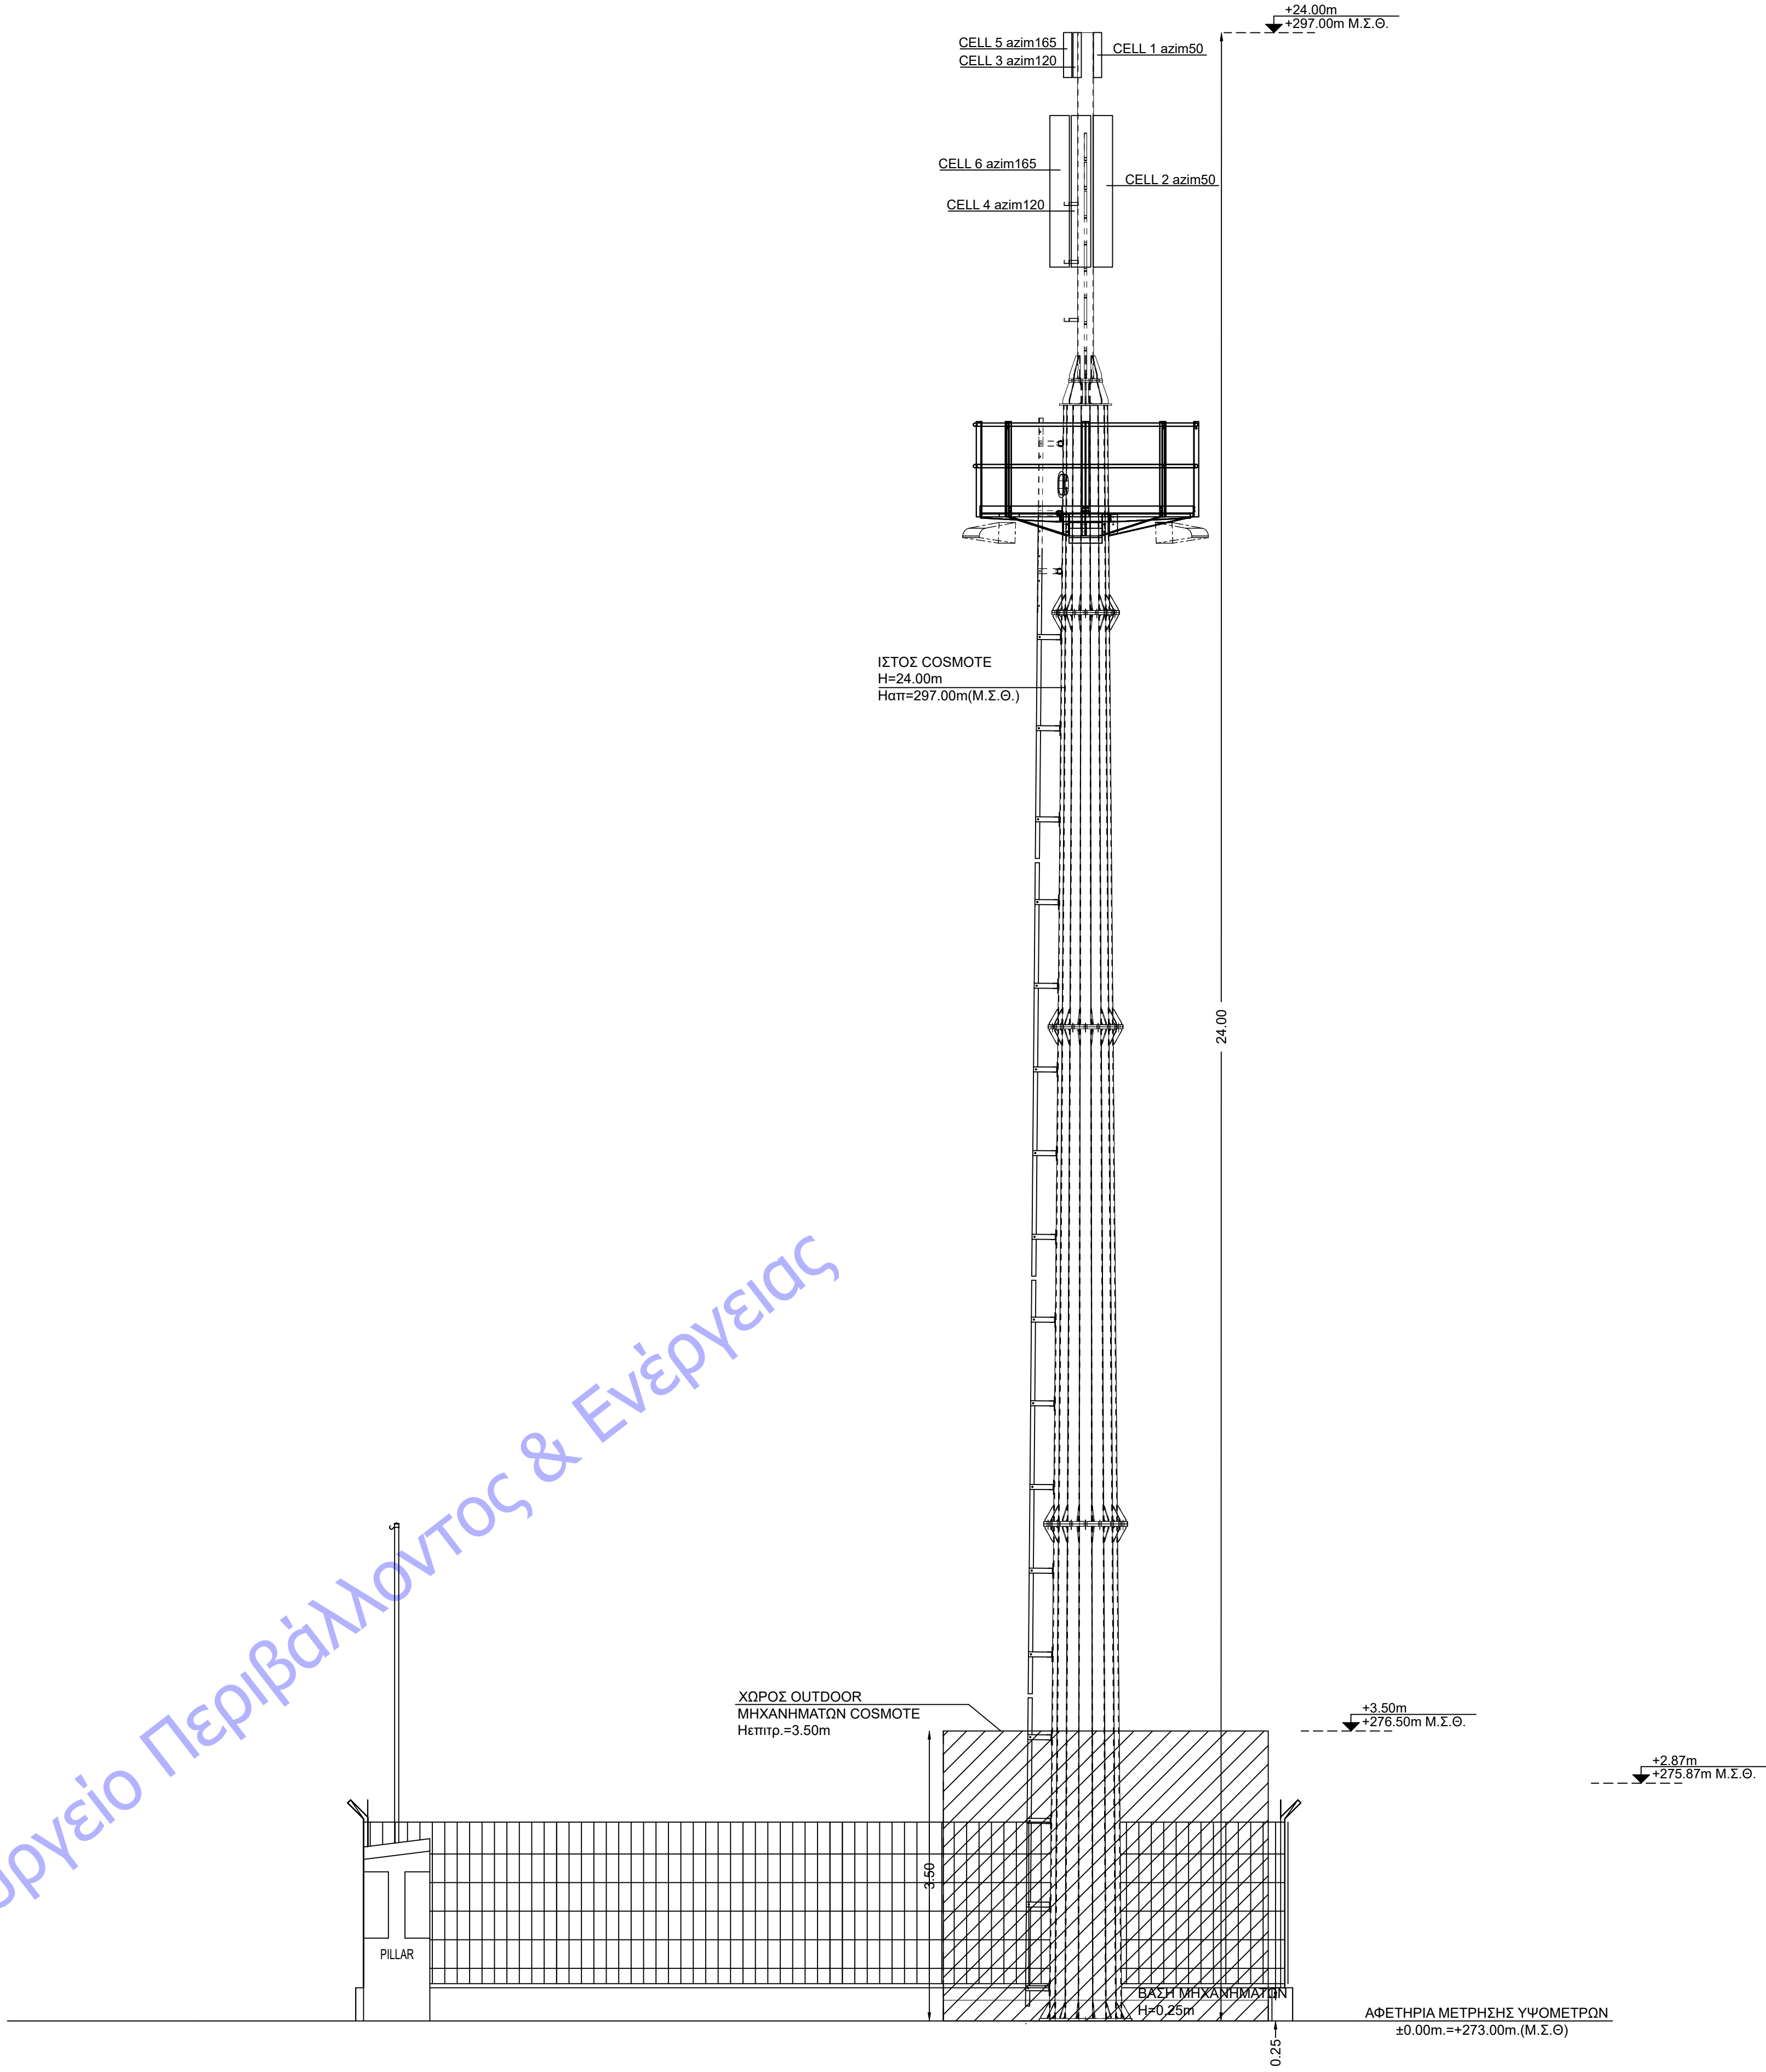 +24.00m
+297.00m Μ.Σ.Θ.
CELL 5 azim165
CELL 1 azim50
CELL 3 azim120
CELL 6 azim165
CELL 2 azim50
CELL 4 azim120
ΙΣΤΟΣ COSMOTE
H=24.00m
Hαπ=297.00m(Μ.Σ.Θ.)
24.00
Περιβάλλοντος & Ενέργειας
ΧΩΡΟΣ OUTDOOR
ΜΗΧΑΝΗΜΑΤΩΝ COSMOTE
Hεπιτρ.=3.50m
+3.50m
+276.50m Μ.Σ.Θ.
+2.87m
+275.87m Μ.Σ.Θ.
3.50
PILLAR
ΒΑΣΗ ΜΗΧΑΝΗΜΑΤΩΝ
H=0.25m
ΑΦΕΤΗΡΙΑ ΜΕΤΡΗΣΗΣ ΥΨΟΜΕΤΡΩΝ
±0.00m.=+273.00m.(Μ.Σ.Θ)
0.25